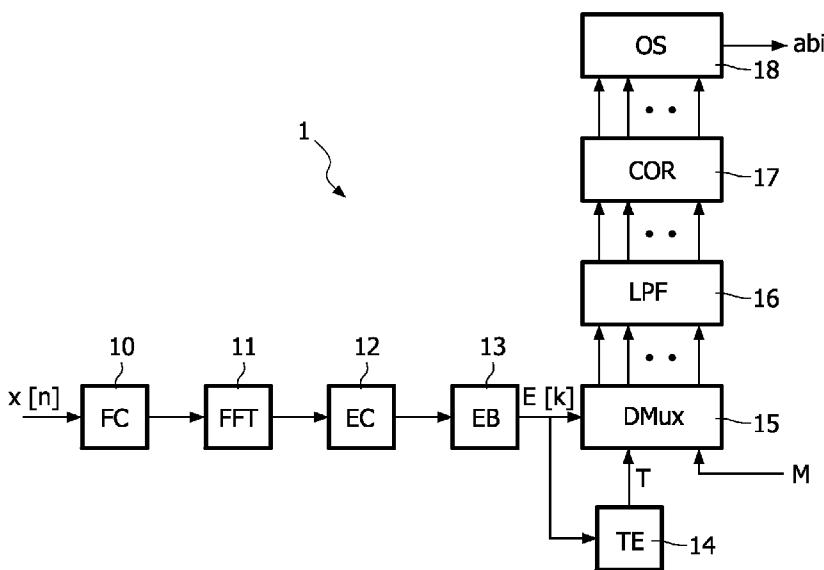 OS
abi
18
1
COR
17
LPF
16
10
11
12
13
x [n]
FC
FFT
EC
EB
E [k]
DMux
15
T
M
TE
14